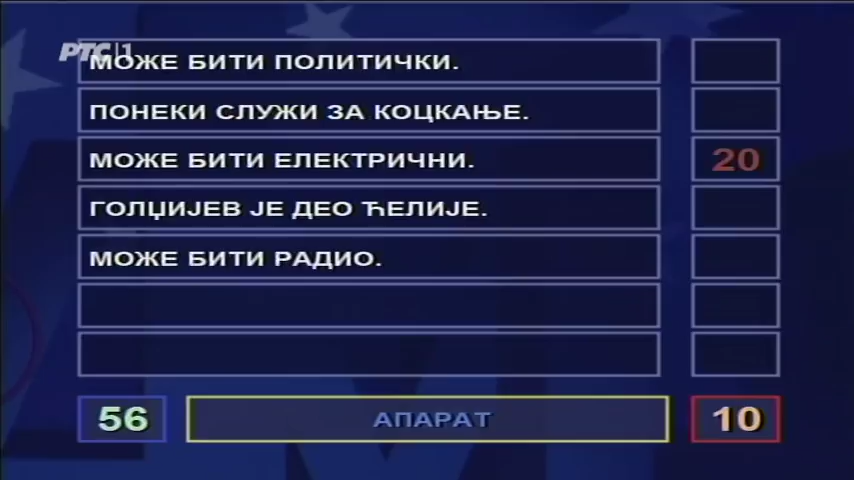 РТС 1
МОЖЕ БИТИ ПОЛИТИЧКИ.
ПОНЕКИ СЛУЖИ ЗА КОЦКАЊЕ.
МОЖЕ БИТИ ЕЛЕКТРИЧНИ. 20
ГОЛЏИЈЕВ ЈЕ ДЕО ЋЕЛИЈЕ.
МОЖЕ БИТИ РАДИО.
56 АПАРАТ 10